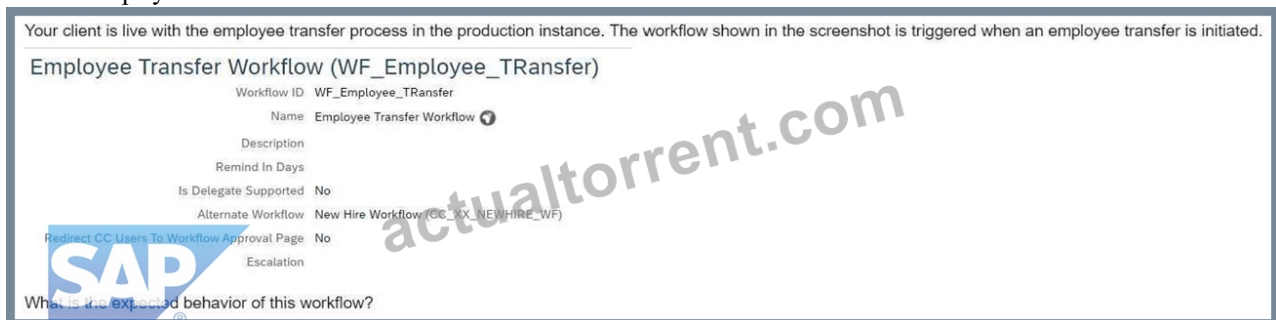 Your client is live with the employee transfer process in the production instance. The workflow shown in the screenshot is triggered when an employee transfer is initiated.
Employee Transfer Workflow (WF_Employee_TRansfer)
Workflow ID WF_Employee_TRansfer
Name Employee Transfer Workflow
Description
Remind In Days
Is Delegate Supported No
Alternate Workflow New Hire Workflow (CC_XX_NEWHIRE_WF)
Redirect CC Users To Workflow Approval Page No
Escalation
What is the expected behavior of this workflow?
SAP
®
actualtorrent.com